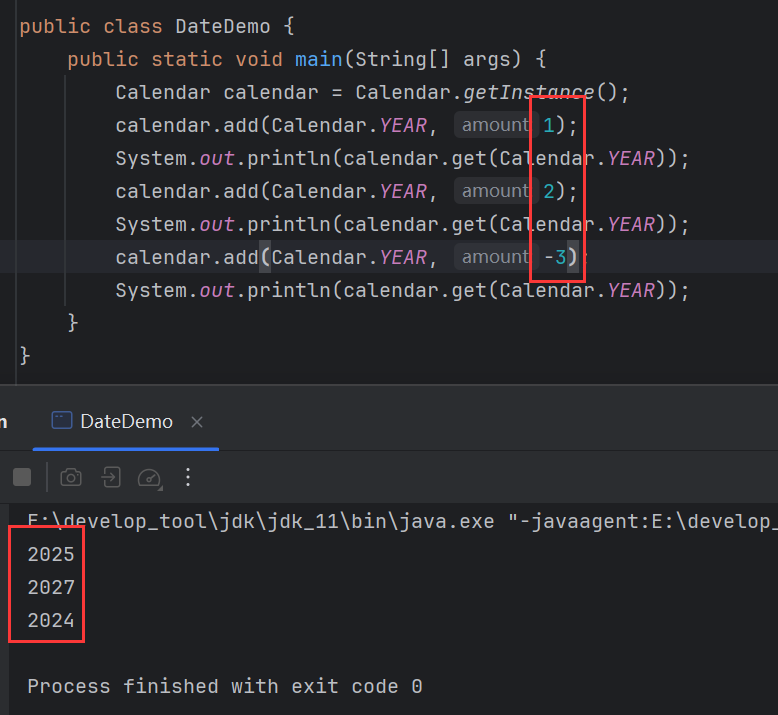 public class DateDemo {
public static void main(String[] args) {
Calendar calendar = Calendar.getInstance();
calendar.add(Calendar.YEAR, amount 1);
System.out.println(calendar.get(Calendar.YEAR));
calendar.add(Calendar.YEAR, amount 2);
System.out.println(calendar.get(Calendar.YEAR));
calendar.add(Calendar.YEAR, amount -3);
System.out.println(calendar.get(Calendar.YEAR));
}
}
n DateDemo ×
E:\develop_tool\jdk\jdk_11\bin\java.exe "-javaagent:E:\develop_
2025
2027
2024
Process finished with exit code 0